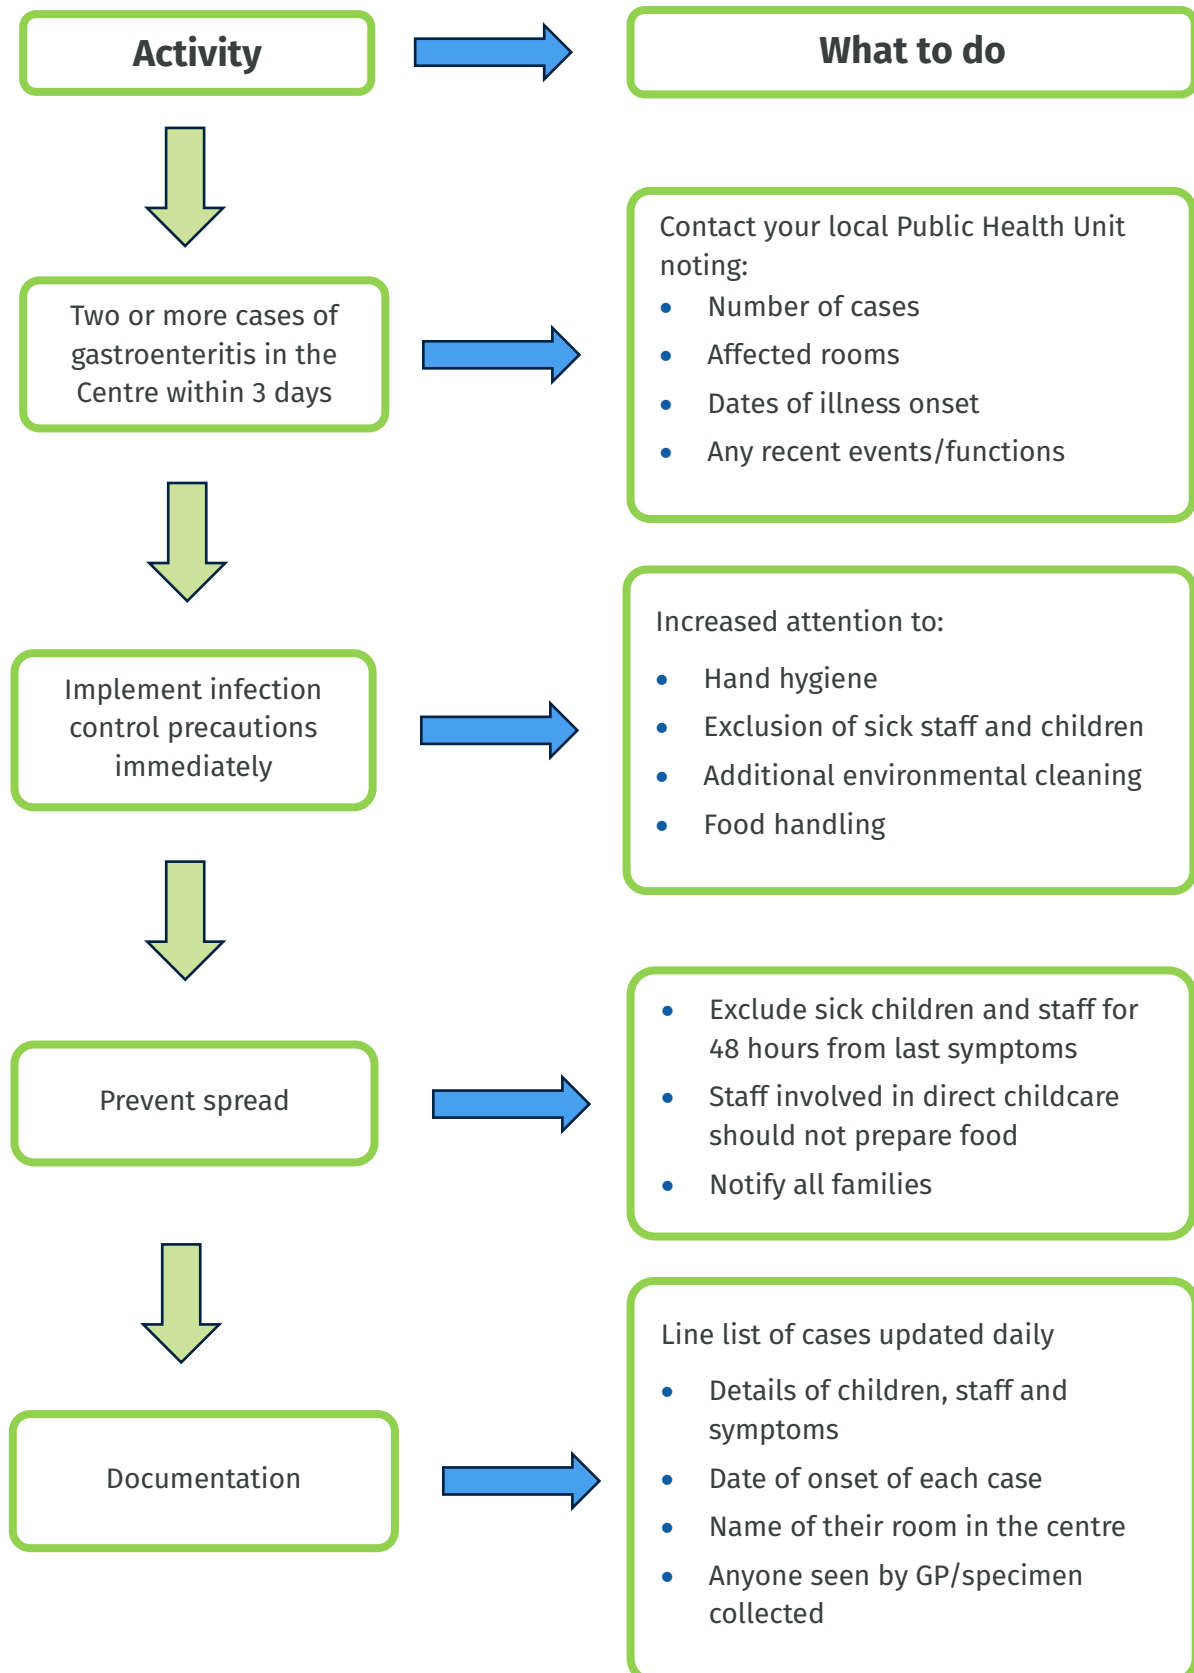 Activity
What to do
Two or more cases of
gastroenteritis in the
Centre within 3 days
Contact your local Public Health Unit
noting:
• Number of cases
• Affected rooms
• Dates of illness onset
• Any recent events/functions
Implement infection
control precautions
immediately
Increased attention to:
• Hand hygiene
• Exclusion of sick staff and children
• Additional environmental cleaning
• Food handling
Prevent spread
• Exclude sick children and staff for
48 hours from last symptoms
• Staff involved in direct childcare
should not prepare food
• Notify all families
Documentation
Line list of cases updated daily
• Details of children, staff and
symptoms
• Date of onset of each case
• Name of their room in the centre
• Anyone seen by GP/specimen
collected